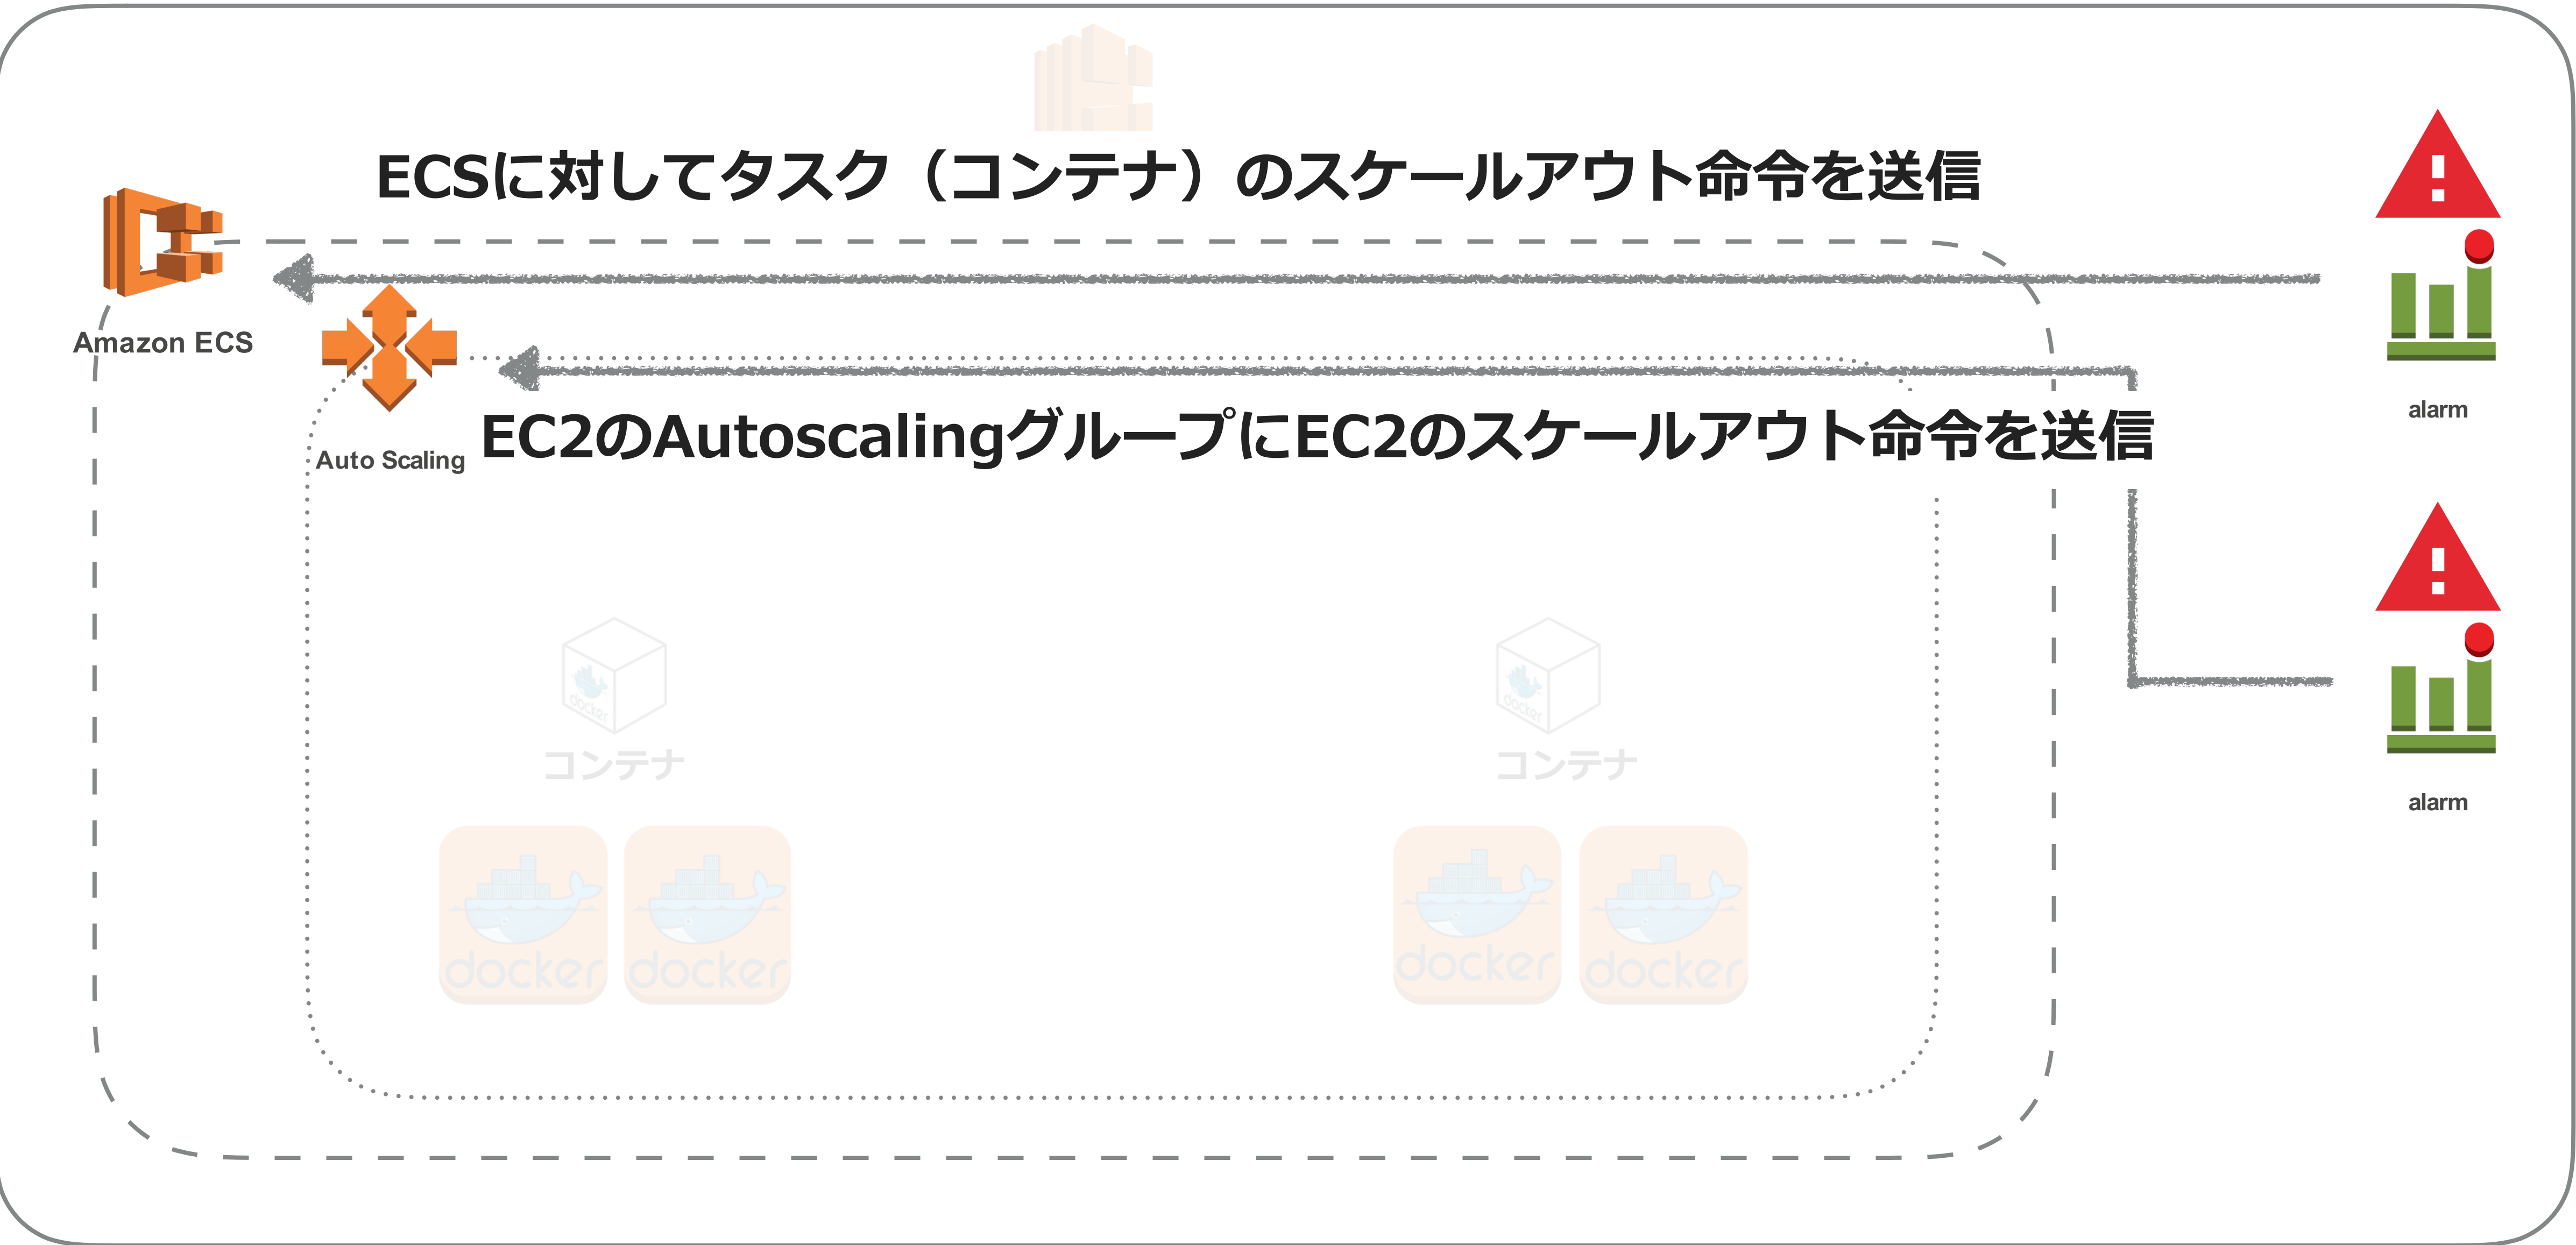 ECSに対してタスク（コンテナ）のスケールアウト命令を送信
Amazon ECS
alarm
EC2のAutoscalingグループにEC2のスケールアウト命令を送信
Auto Scaling
docker
コンテナ
docker
コンテナ
alarm
docker
docker
docker
docker